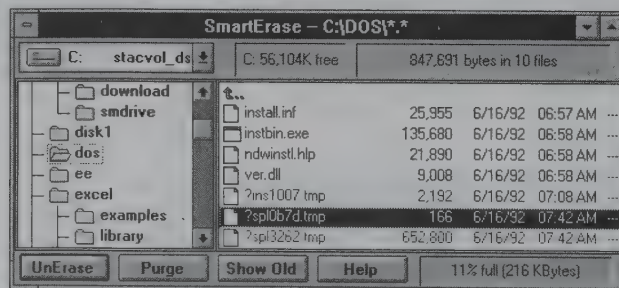 SmartErase – C:\DOS\*.*
C: stacvol_ds
C: 56,104K free
847,691 bytes in 10 files
download
smdrive
disk1
dos
ee
excel
examples
library
t..
install.inf 25,955 6/16/92 06:57 AM ---
instbin.exe 135,680 6/16/92 06:58 AM ---
ndwinstl.hlp 21,890 6/16/92 06:58 AM ---
ver.dll 9,008 6/16/92 06:58 AM ---
?ins1007.tmp 2,192 6/16/92 07:08 AM ---
?spl0b7d.tmp 166 6/16/92 07:42 AM ---
?spl3262.tmp 652,800 6/16/92 07:42 AM ---
UnErase
Purge
Show Old
Help
11% full (216 KBytes)